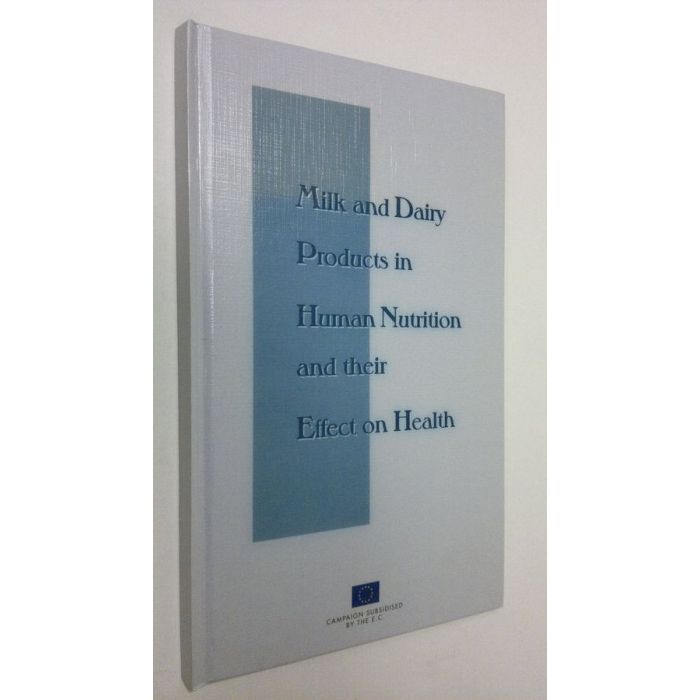 Milk and Dairy
Products in
Human Nutrition
and their
Effect on Health
CAMPAIGN SUBSIDISED
BY THE E.C